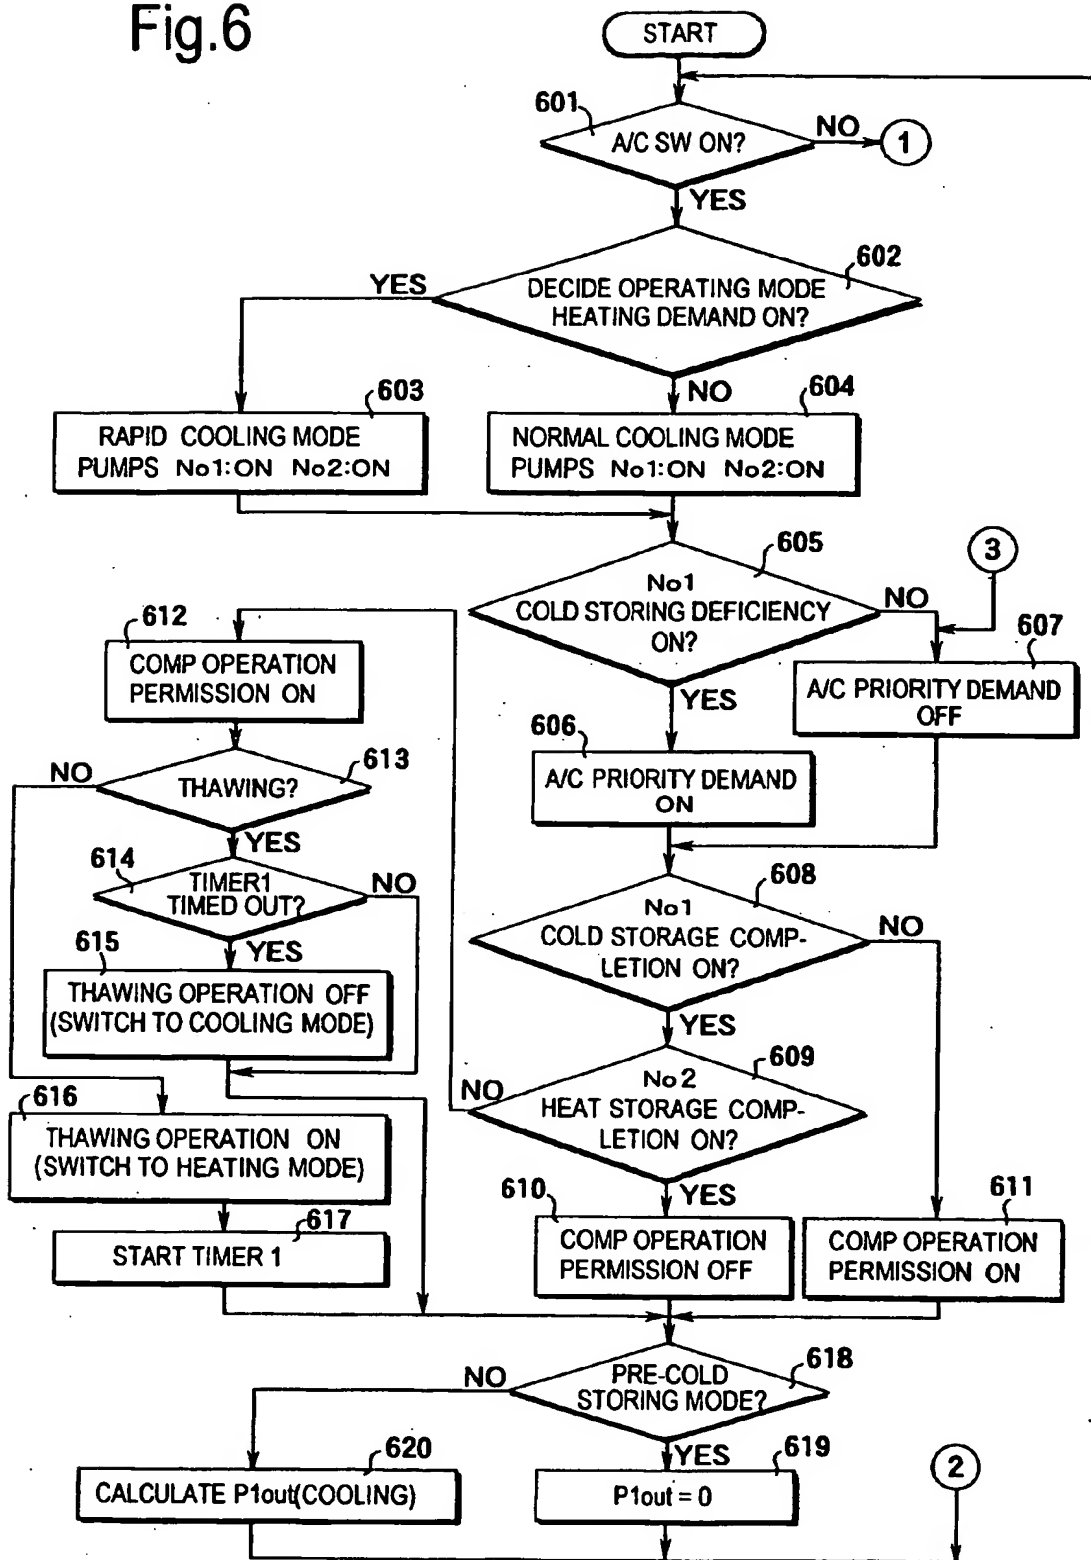 Fig.6
START
601
A/C SW ON?
NO
1
YES
602
DECIDE OPERATING MODE
HEATING DEMAND ON?
YES
NO
603
RAPID COOLING MODE
PUMPS No1:ON No2:ON
604
NORMAL COOLING MODE
PUMPS No1:ON No2:ON
605
No1
COLD STORING DEFICIENCY
ON?
NO
3
YES
607
A/C PRIORITY DEMAND
OFF
606
A/C PRIORITY DEMAND
ON
612
COMP OPERATION
PERMISSION ON
613
THAWING?
NO
YES
614
TIMER1
TIMED OUT?
NO
YES
615
THAWING OPERATION OFF
(SWITCH TO COOLING MODE)
616
THAWING OPERATION ON
(SWITCH TO HEATING MODE)
617
START TIMER 1
608
No1
COLD STORAGE COMP-
LETION ON?
NO
YES
609
No2
HEAT STORAGE COMP-
LETION ON?
NO
YES
610
COMP OPERATION
PERMISSION OFF
611
COMP OPERATION
PERMISSION ON
618
PRE-COLD
STORING MODE?
NO
YES
620
CALCULATE P1out(COOLING)
619
P1out = 0
2